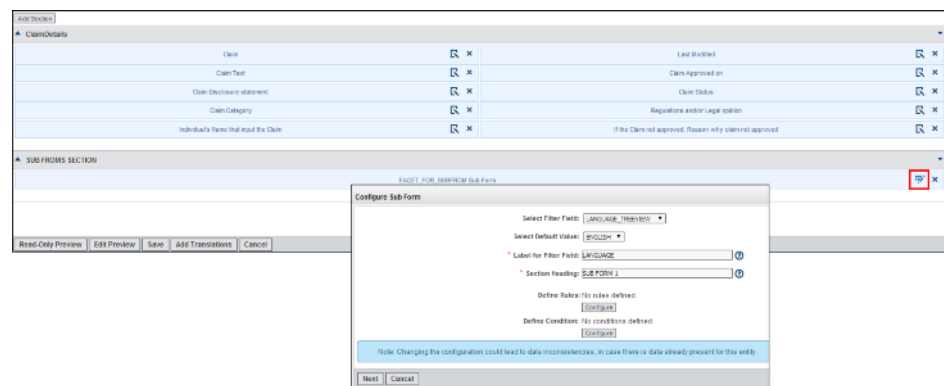 Add Section
ClaimDetails
Claim
Last Modified
Claim Text
Claim Approved on
Claim Disclosure statement
Claim Status
Claim Category
Regulations and/or Legal opinion
Individual's Name that input the Claim
If the Claim not approved, Reason why claim not approved
SUB FROMS SECTION
FACET_FOR_SUBFROM Sub Form
Configure Sub Form
Select Filter Field: LANGUAGE_TREEVIEW
Select Default Value: ENGLISH
* Label for Filter Field: LANGUAGE
* Section Heading: SUB FORM 1
Define Rules: No rules defined.
Configure
Define Condition: No conditions defined.
Configure
Note: Changing the configuration could lead to data inconsistencies, in case there is data already present for this entity.
Next Cancel
Read-Only Preview Edit Preview Save Add Translations Cancel